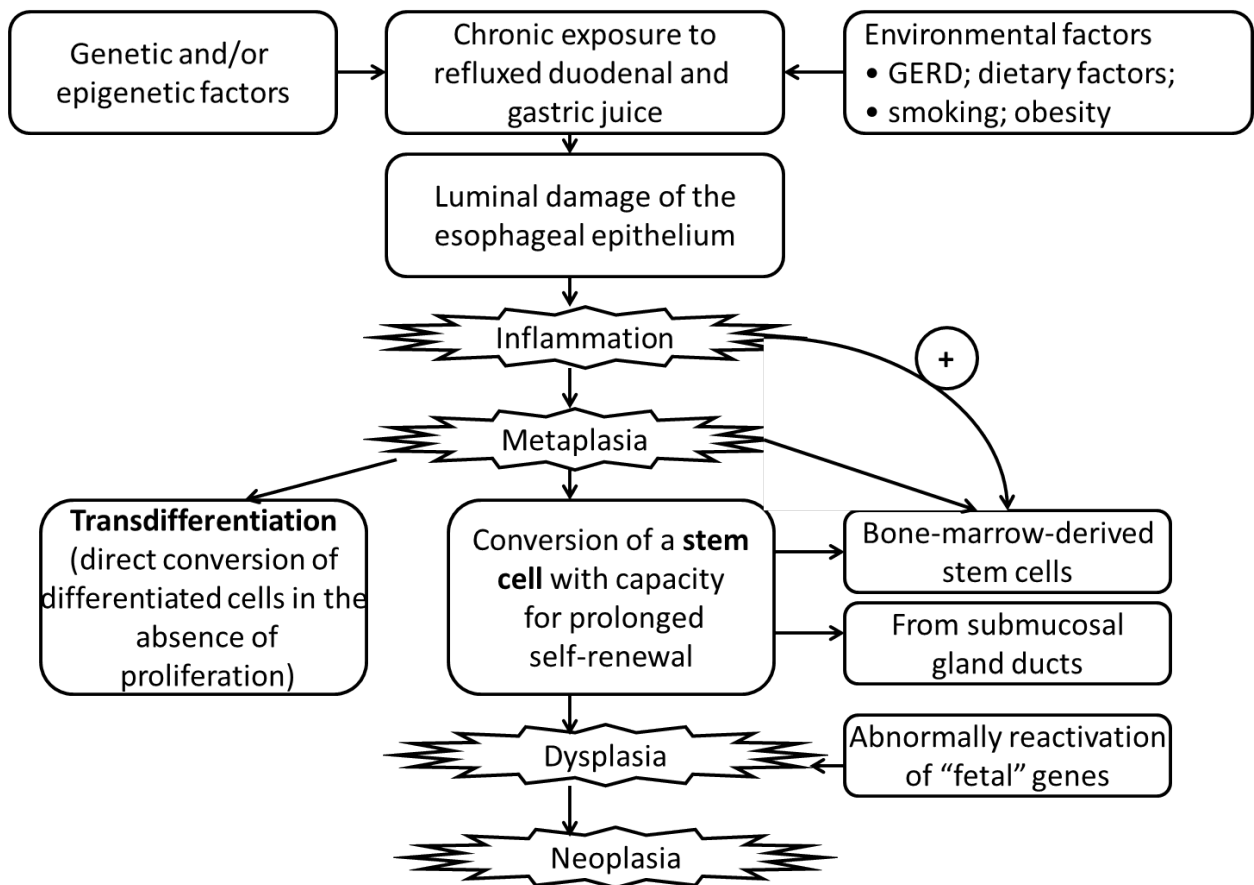 Genetic and/or
epigenetic factors
Chronic exposure to
refluxed duodenal and
gastric juice
Environmental factors
• GERD; dietary factors;
• smoking; obesity
Luminal damage of the
esophageal epithelium
Inflammation
+
Metaplasia
Transdifferentiation
(direct conversion of
differentiated cells in the
absence of
proliferation)
Conversion of a stem
cell with capacity
for prolonged
self-renewal
Bone-marrow-derived
stem cells
From submucosal
gland ducts
Dysplasia
Abnormally reactivation
of “fetal” genes
Neoplasia